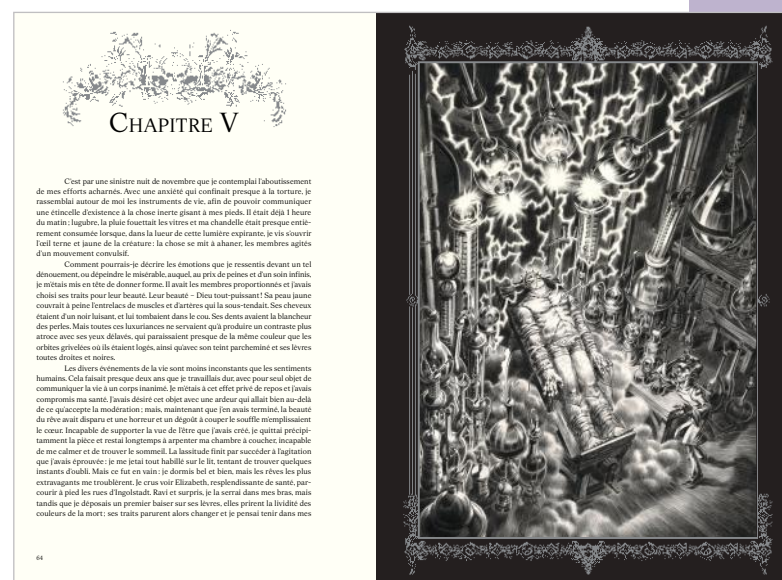 CHAPITRE V
C'est par une sinistre nuit de novembre que je contemplai l'aboutissement
de mes efforts acharnés. Avec une anxiété qui confinait presque à la torture, je
rassemblai autour de moi les instruments de vie, afin de pouvoir communiquer
une étincelle d'existence à la chose inerte gisant à mes pieds. Il était déjà 1 heure
du matin ; lugubre, la pluie fouettait les vitres et ma chandelle était presque entiè-
rement consumée lorsque, dans la lueur de cette lumière expirante, je vis s'ouvrir
l'œil terne et jaune de la créature : la chose se mit à ahaner, les membres agités
d'un mouvement convulsif.
Comment pourrais-je décrire les émotions que je ressentis devant un tel
dénouement, ou dépeindre le misérable, auquel, au prix de peines et d'un soin infinis,
je m'étais mis en tête de donner forme. Il avait les membres proportionnés et j'avais
choisi ses traits pour leur beauté. Leur beauté – Dieu tout-puissant ! Sa peau jaune
couvrait à peine l'entrelacs de muscles et d'artères qui la sous-tendait. Ses cheveux
étaient d'un noir luisant, et lui tombaient dans le cou. Ses dents avaient la blancheur
des perles. Mais toutes ces luxuriances ne servaient qu'à produire un contraste plus
atroce avec ses yeux délavés, qui paraissaient presque de la même couleur que les
orbites grivelées où ils étaient logés, ainsi qu'avec son teint parcheminé et ses lèvres
toutes droites et noires.
Les divers événements de la vie sont moins inconstants que les sentiments
humains. Cela faisait presque deux ans que je travaillais dur, avec pour seul objet de
communiquer la vie à un corps inanimé. Je m'étais à cet effet privé de repos et j'avais
compromis ma santé. J'avais désiré cet objet avec une ardeur qui allait bien au-delà
de ce qu'accepte la modération ; mais, maintenant que j'en avais terminé, la beauté
du rêve avait disparu et une horreur et un dégoût à couper le souffle m'emplissaient
le cœur. Incapable de supporter la vue de l'être que j'avais créé, je quittai précipi-
tamment la pièce et restai longtemps à arpenter ma chambre à coucher, incapable
de me calmer et de trouver le sommeil. La lassitude finit par succéder à l'agitation
que j'avais éprouvée : je me jetai tout habillé sur le lit, tentant de trouver quelques
instants d'oubli. Mais ce fut en vain : je dormis bel et bien, mais les rêves les plus
extravagants me troublèrent. Je crus voir Elizabeth, resplendissante de santé, par-
courir à pied les rues d'Ingolstadt. Ravi et surpris, je la serrai dans mes bras, mais
tandis que je déposais un premier baiser sur ses lèvres, elles prirent la lividité des
couleurs de la mort ; ses traits parurent alors changer et je pensai tenir dans mes
64